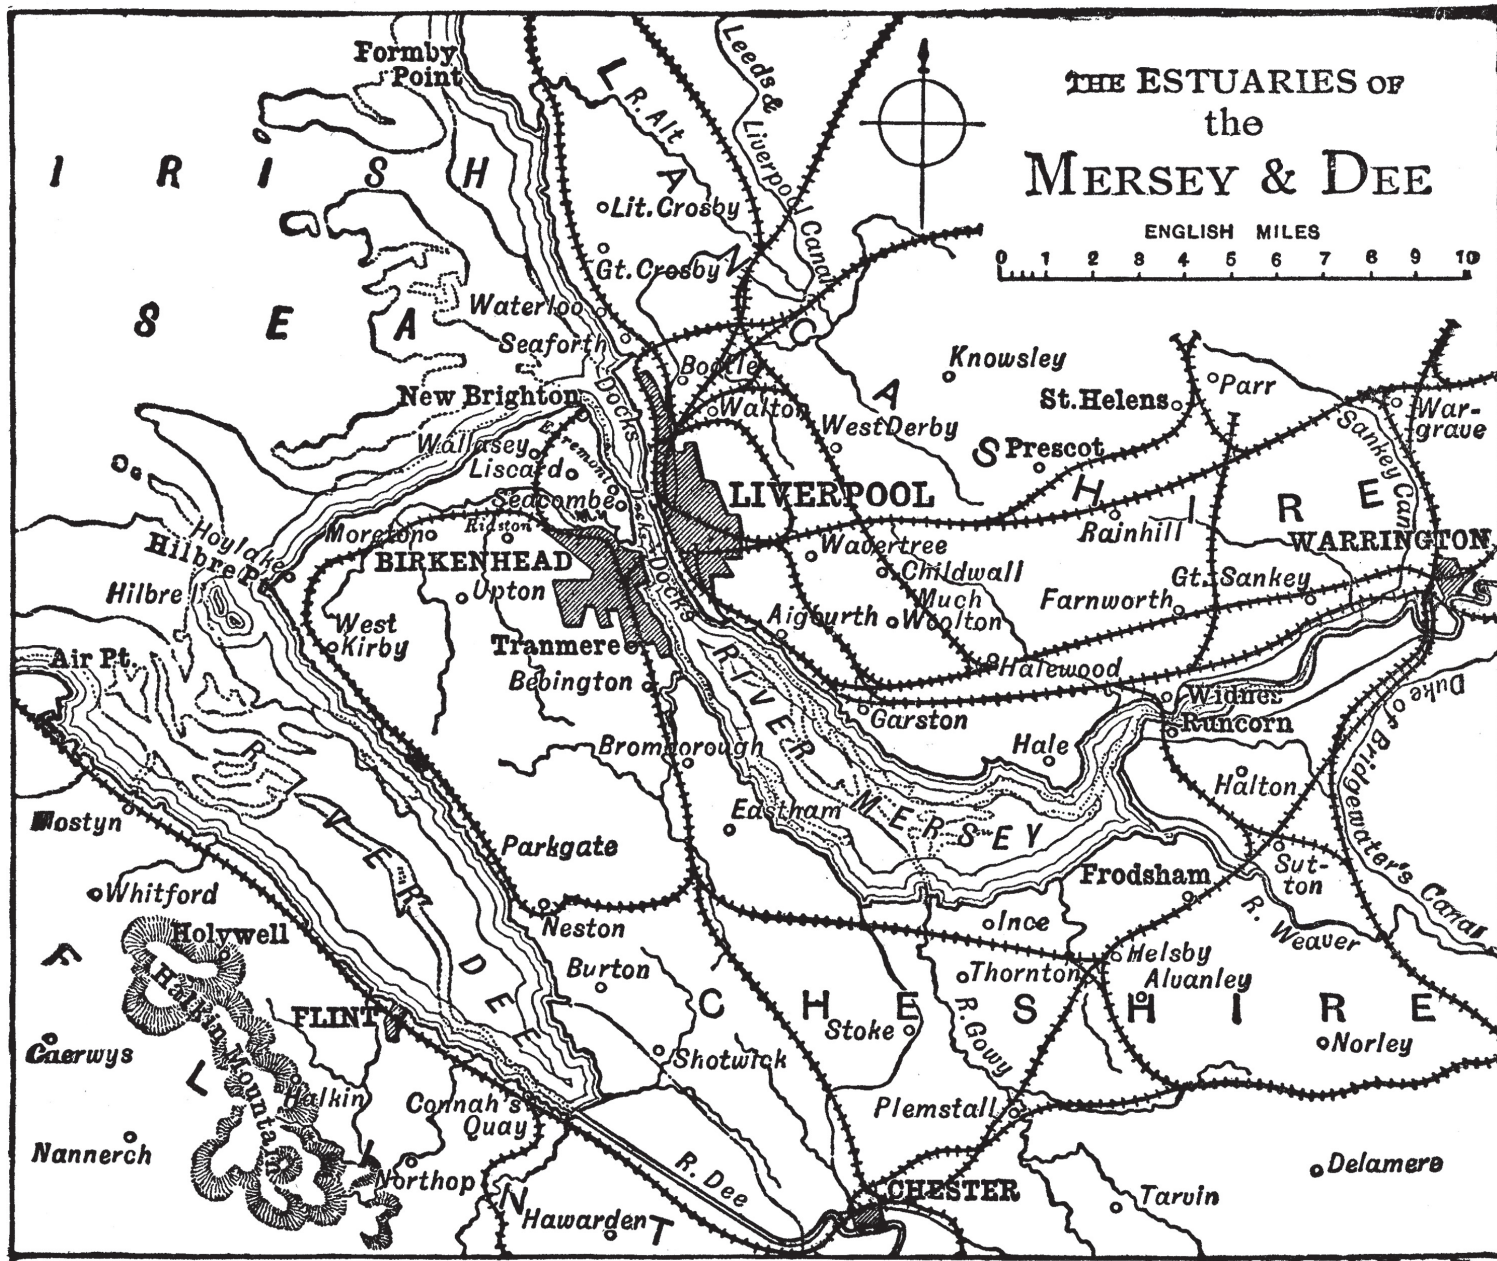 THE ESTUARIES OF
the
MERSEY & DEE
ENGLISH MILES
0 1 2 3 4 5 6 7 8 9 10
Formby
Point
L
R. Alt
Leeds &
Liverpool Canal
IRISH
SEA
A
N
C
A
S
H
I
R
E
Lit. Crosby
Gt. Crosby
Waterloo
Seaforth
Bootle
Walton
Knowsley
West Derby
St. Helens
Parr
Prescot
Sankey Canal
War-
grave
New Brighton
Docks
Egremont
Wallasey
Liscard
Seacombe
LIVERPOOL
Rainhill
WARRINGTON
Hoylake
Hilbre Pt.
Moreton
Bidston
BIRKENHEAD
Docks
Wavertree
Childwall
Gt. Sankey
Hilbre I.
Upton
Much
Woolton
Farnworth
Aigburth
West
Kirby
Tranmere
Air Pt.
Bebington
Halewood
Widnes
Runcorn
Garston
Duke of Bridgewater's Canal
RIVER MERSEY
Bromborough
Hale
Halton
Eastham
Mostyn
RIVER DEE
Parkgate
Sut-
ton
Frodsham
R. Weaver
Whitford
Neston
Ince
Holywell
Burton
Helsby
Thornton
Alvanley
F
L
I
N
T
Halkin Mountain
FLINT
CHESHIRE
Stoke
R. Gowy
Norley
Caerwys
Shotwick
Halkin
Connah's
Quay
Plemstall
Nannerch
Northop
R. Dee
Delamere
Hawarden
CHESTER
Tarvin